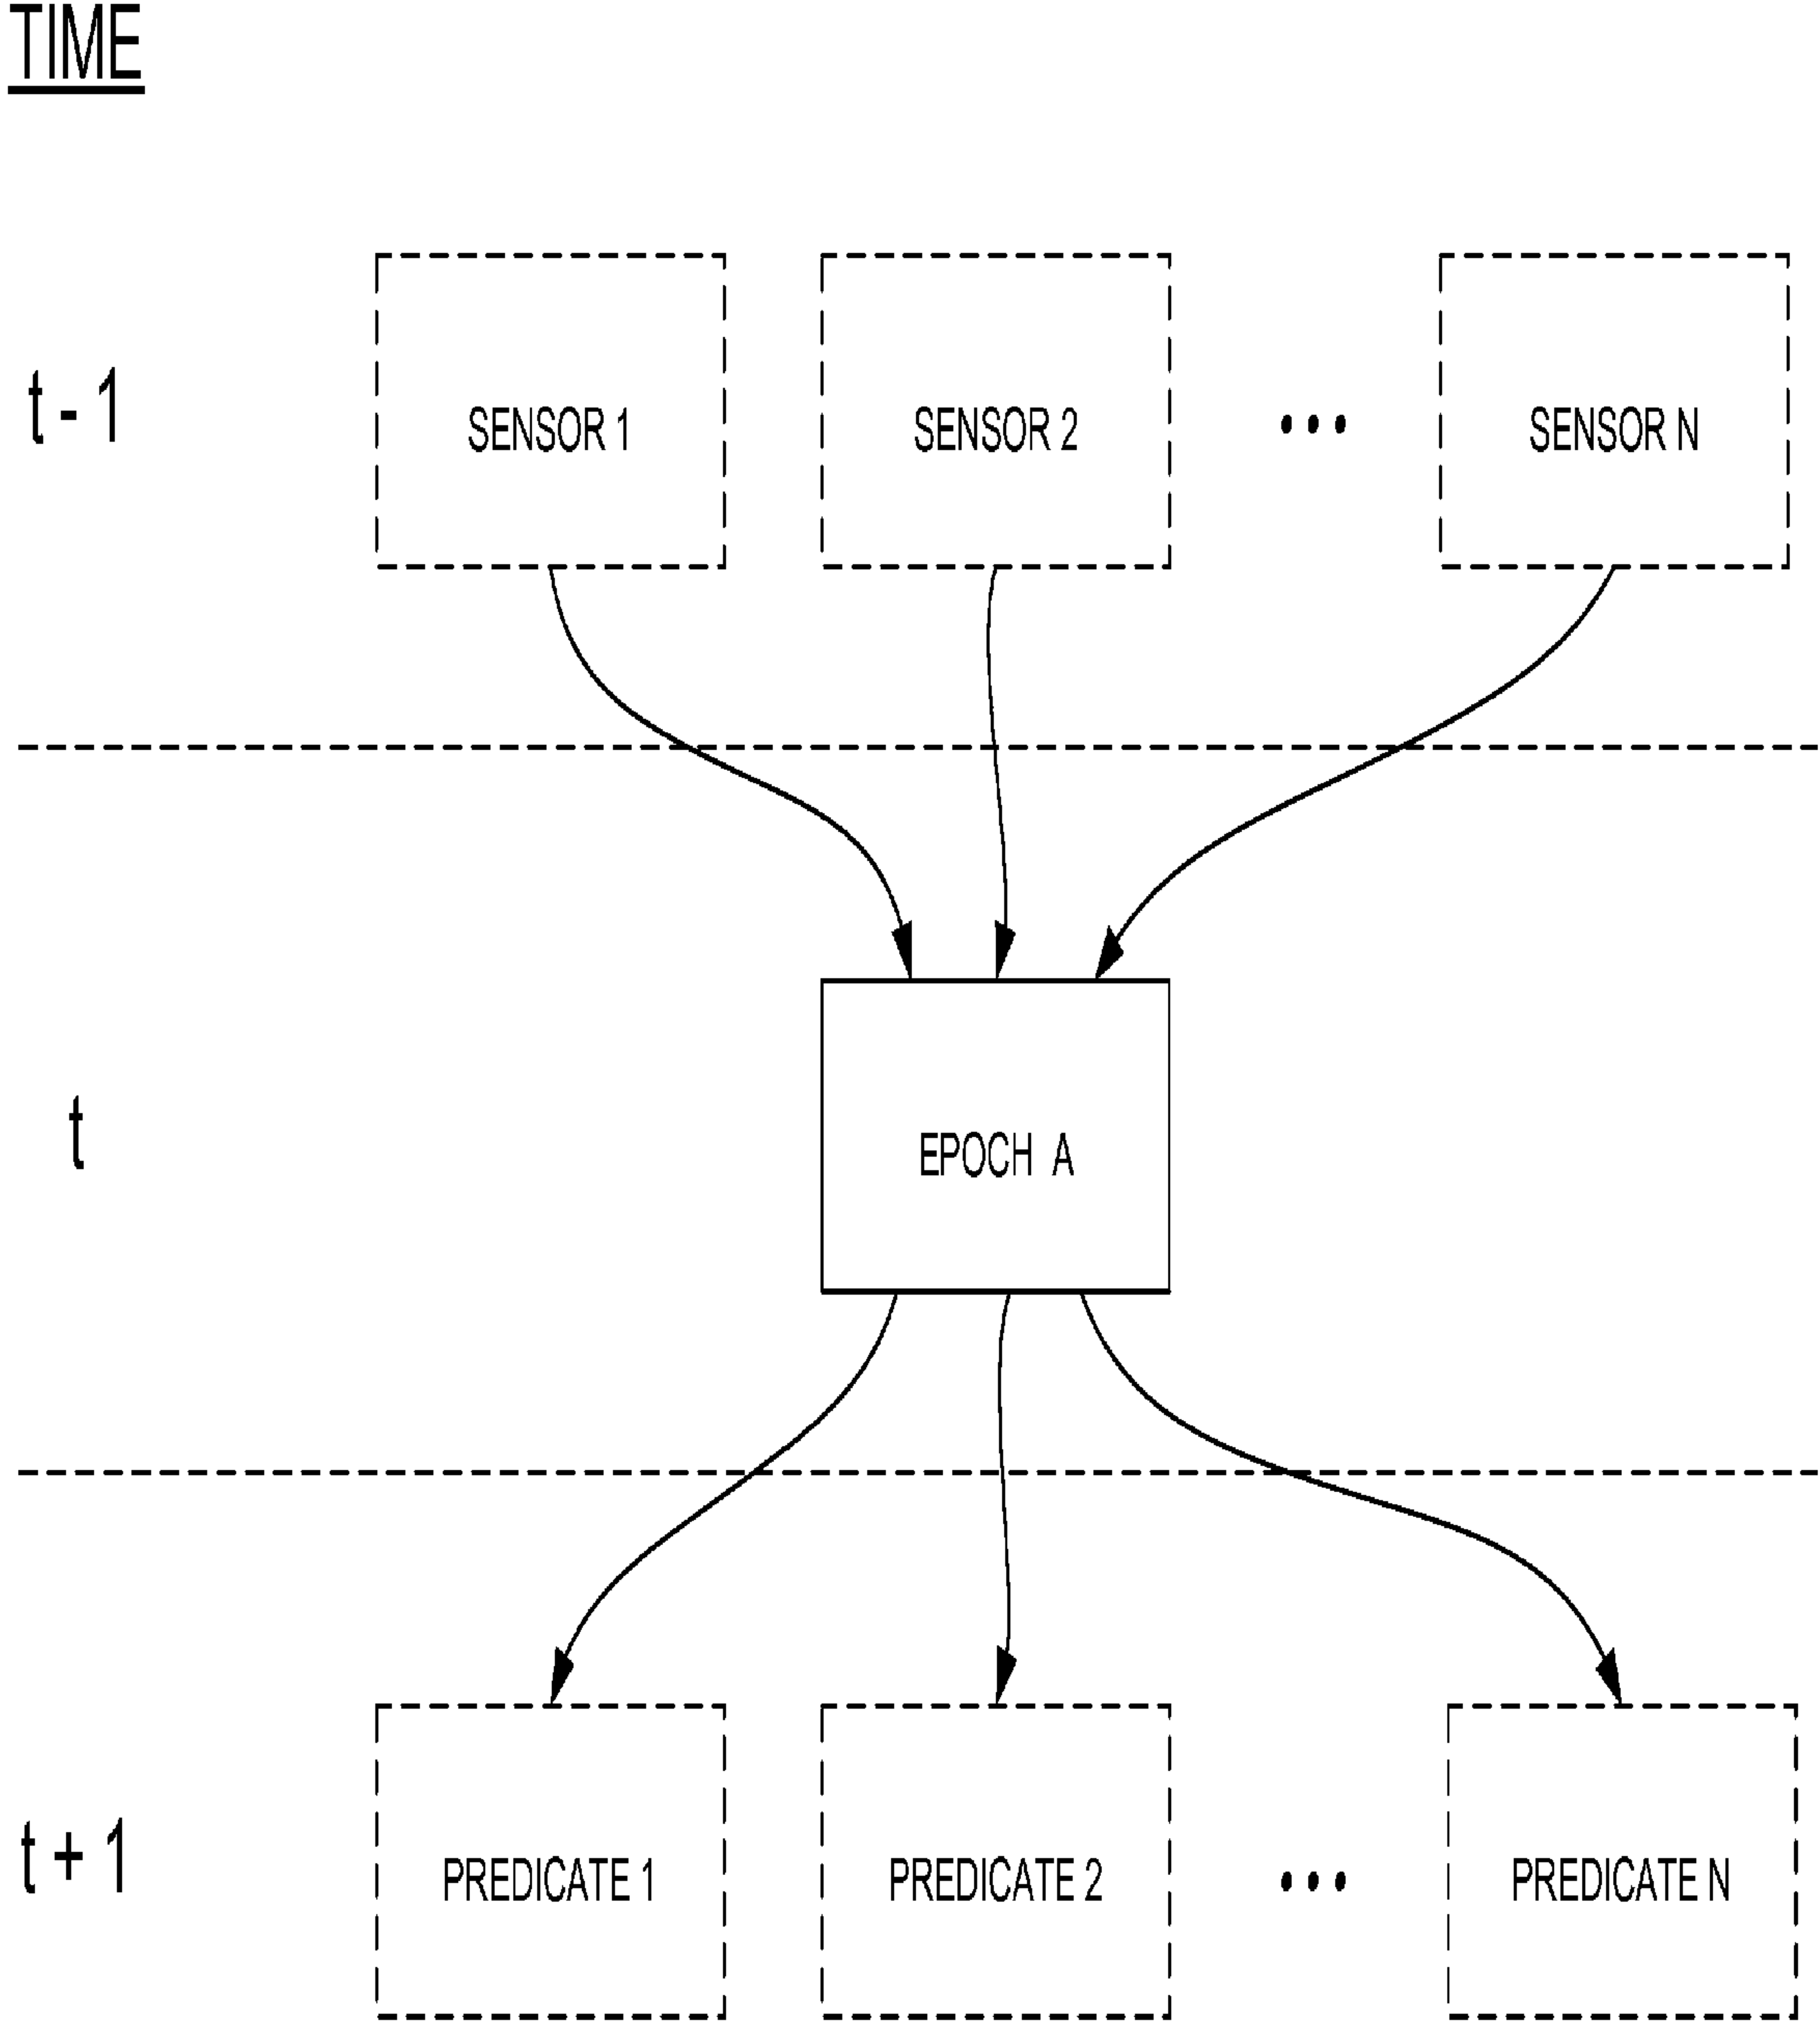 TIME
t - 1 SENSOR 1 SENSOR 2 ••• SENSOR N
t EPOCH A
t + 1 PREDICATE 1 PREDICATE 2 ••• PREDICATE N